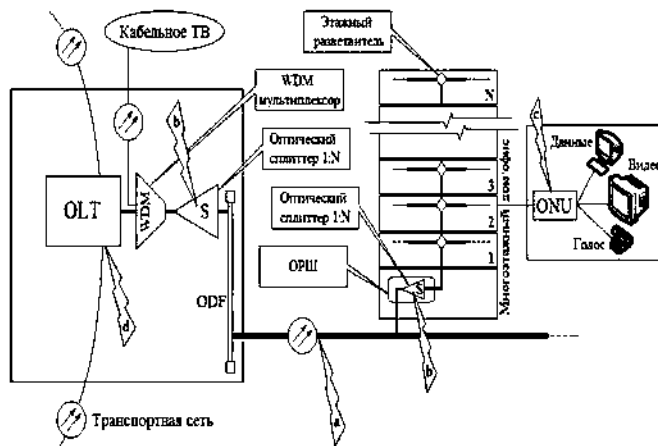 Кабельное ТВ
Этажный
разветвитель
WDM
мультиплексор
Оптический
сплиттер 1:N
Оптический
сплиттер 1:N
ОРШ
OLT
WDM
S
b
d
ODF
Транспортная сеть
a
b
S
N
3
2
1
Многоэтажный дом/офис
c
ONU
Данные
Видео
Голос